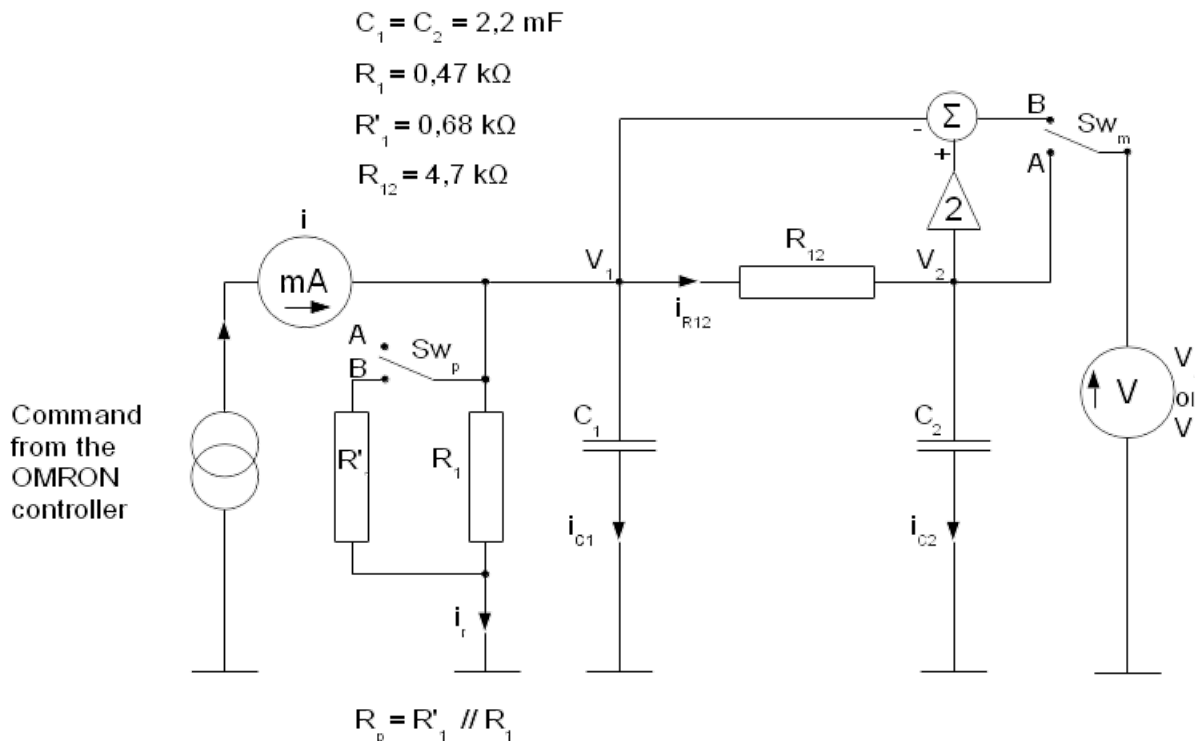 C1 = C2 = 2,2 mF
R1 = 0,47 kΩ
R'1 = 0,68 kΩ
R12 = 4,7 kΩ
Σ
-
+
B
A
Swm
2
i
mA
V1
R12
V2
iR12
A
B
Swp
Command
from the
OMRON
controller
R'1
R1
C1
C2
V
V
or
V
iC1
iC2
ir
Rp = R'1 // R1